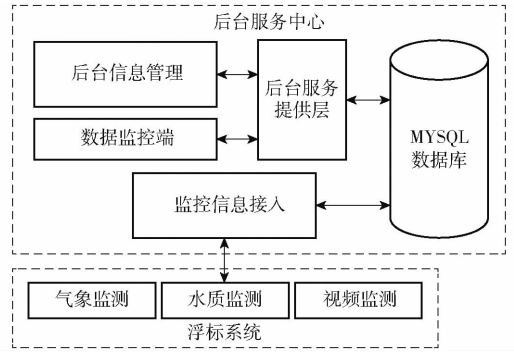 后台服务中心
后台信息管理
后台服务
提供层
数据监控端
MYSQL
数据库
监控信息接入
气象监测
水质监测
视频监测
浮标系统